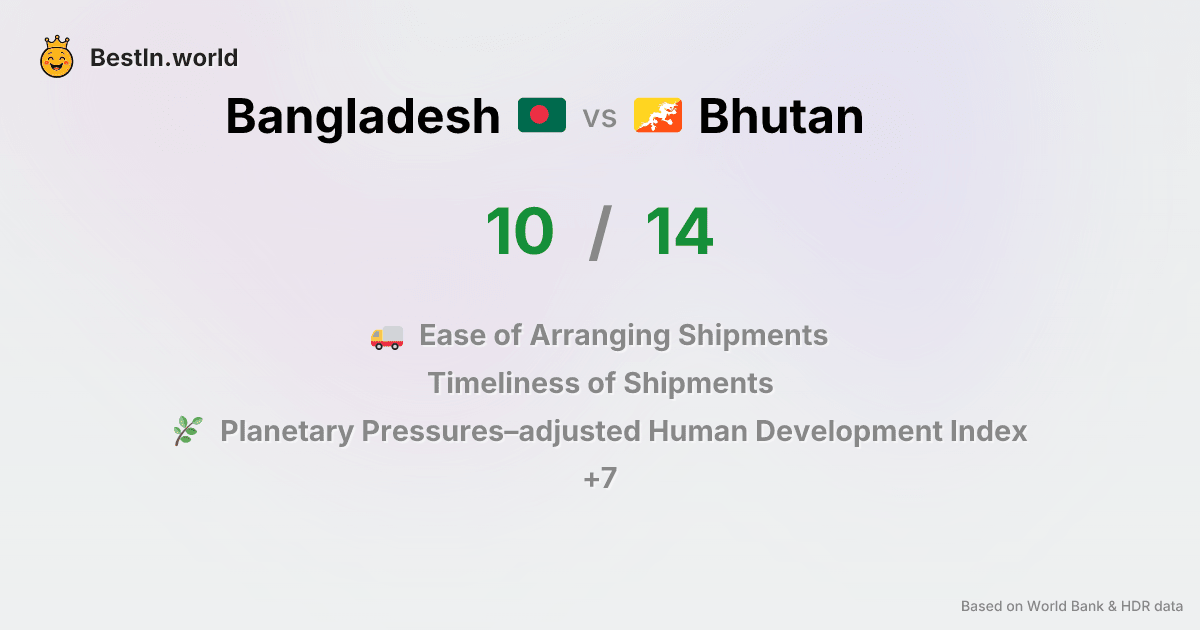 BestIn.world
Bangladesh vs Bhutan
10 / 14
Ease of Arranging Shipments
Timeliness of Shipments
Planetary Pressures–adjusted Human Development Index
+7
Based on World Bank & HDR data